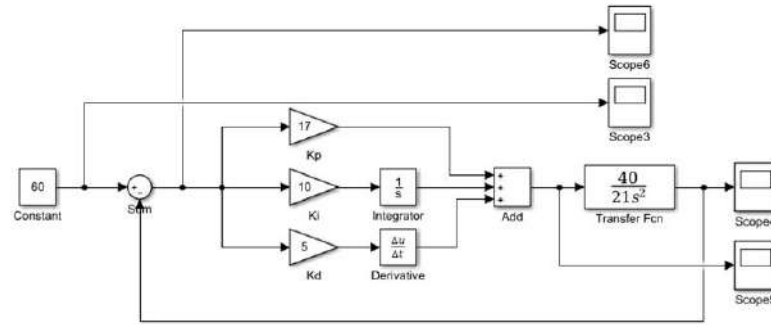 Scope6
Scope3
17
Kp
60
Constant
+
-
Sum
10
Ki
1
s
Integrator
+
+
+
Add
40
21s²
Transfer Fcn
5
Kd
Δu
Δt
Derivative